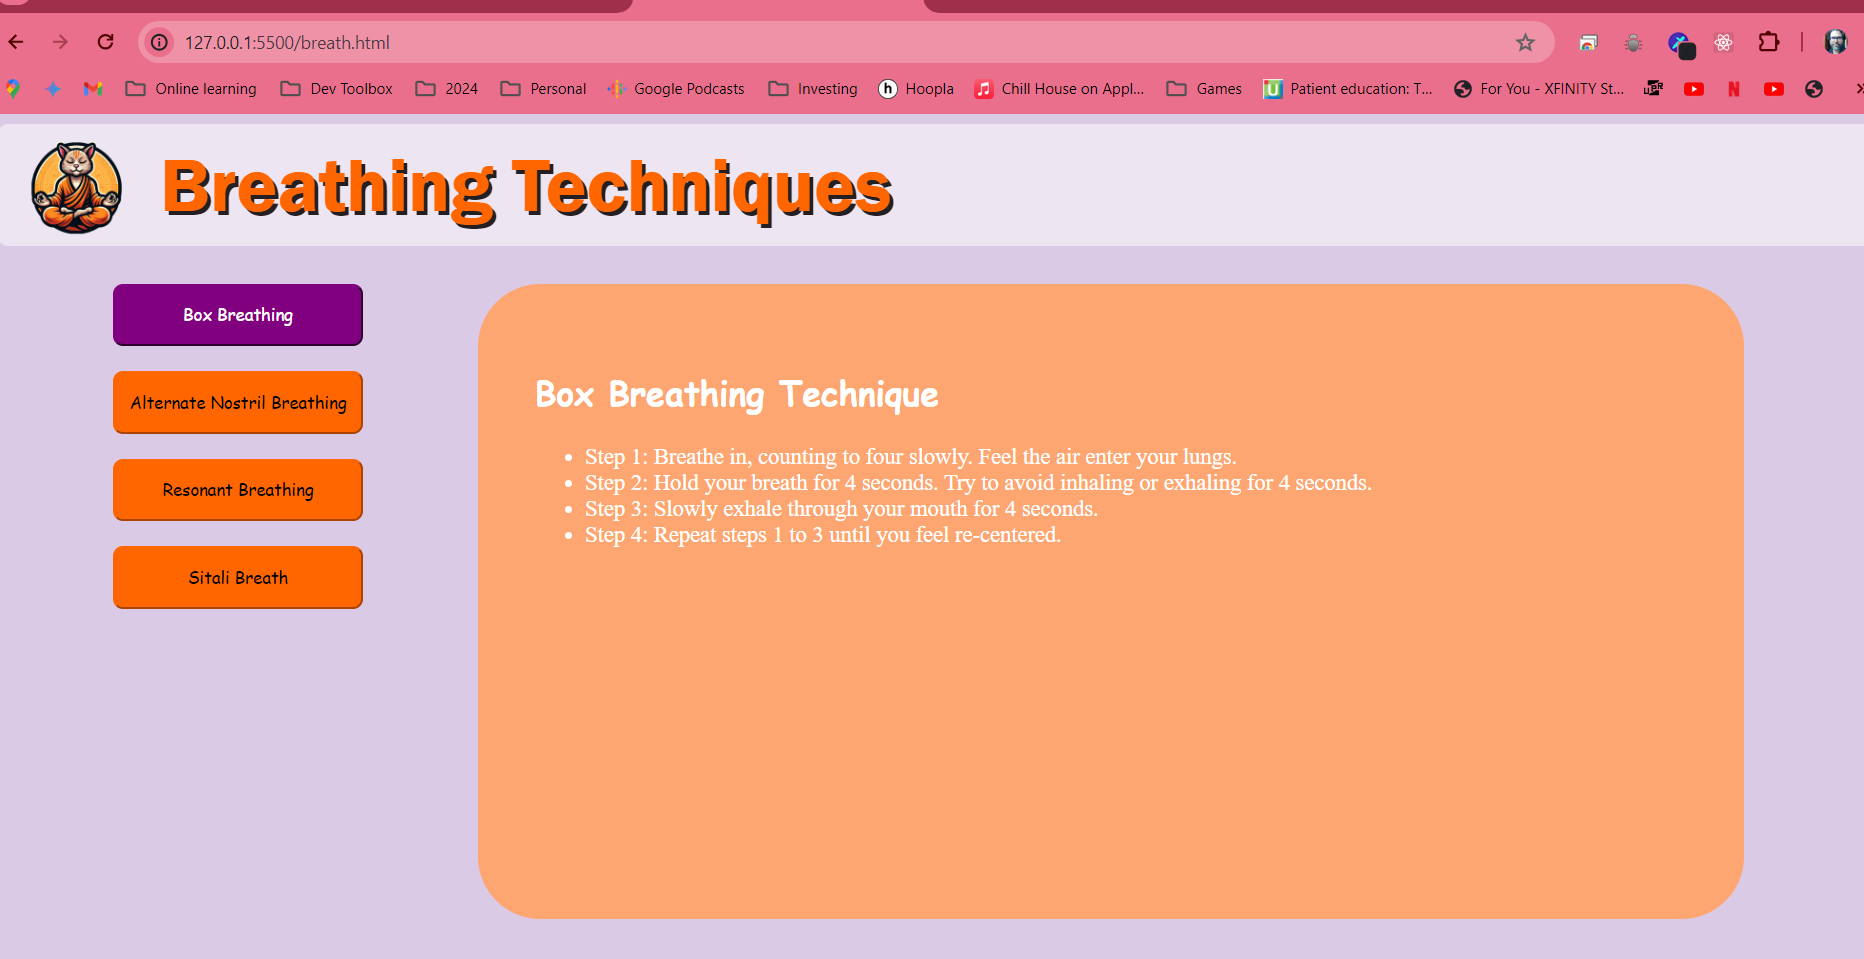 127.0.0.1:5500/breath.html
Online learning
Dev Toolbox
2024
Personal
Google Podcasts
Investing
h
Hoopla
Chill House on Appl...
Games
U
Patient education: T...
For You - XFINITY St...
N
Breathing Techniques
Box Breathing
Alternate Nostril Breathing
Resonant Breathing
Sitali Breath
Box Breathing Technique
• Step 1: Breathe in, counting to four slowly. Feel the air enter your lungs.
• Step 2: Hold your breath for 4 seconds. Try to avoid inhaling or exhaling for 4 seconds.
• Step 3: Slowly exhale through your mouth for 4 seconds.
• Step 4: Repeat steps 1 to 3 until you feel re-centered.